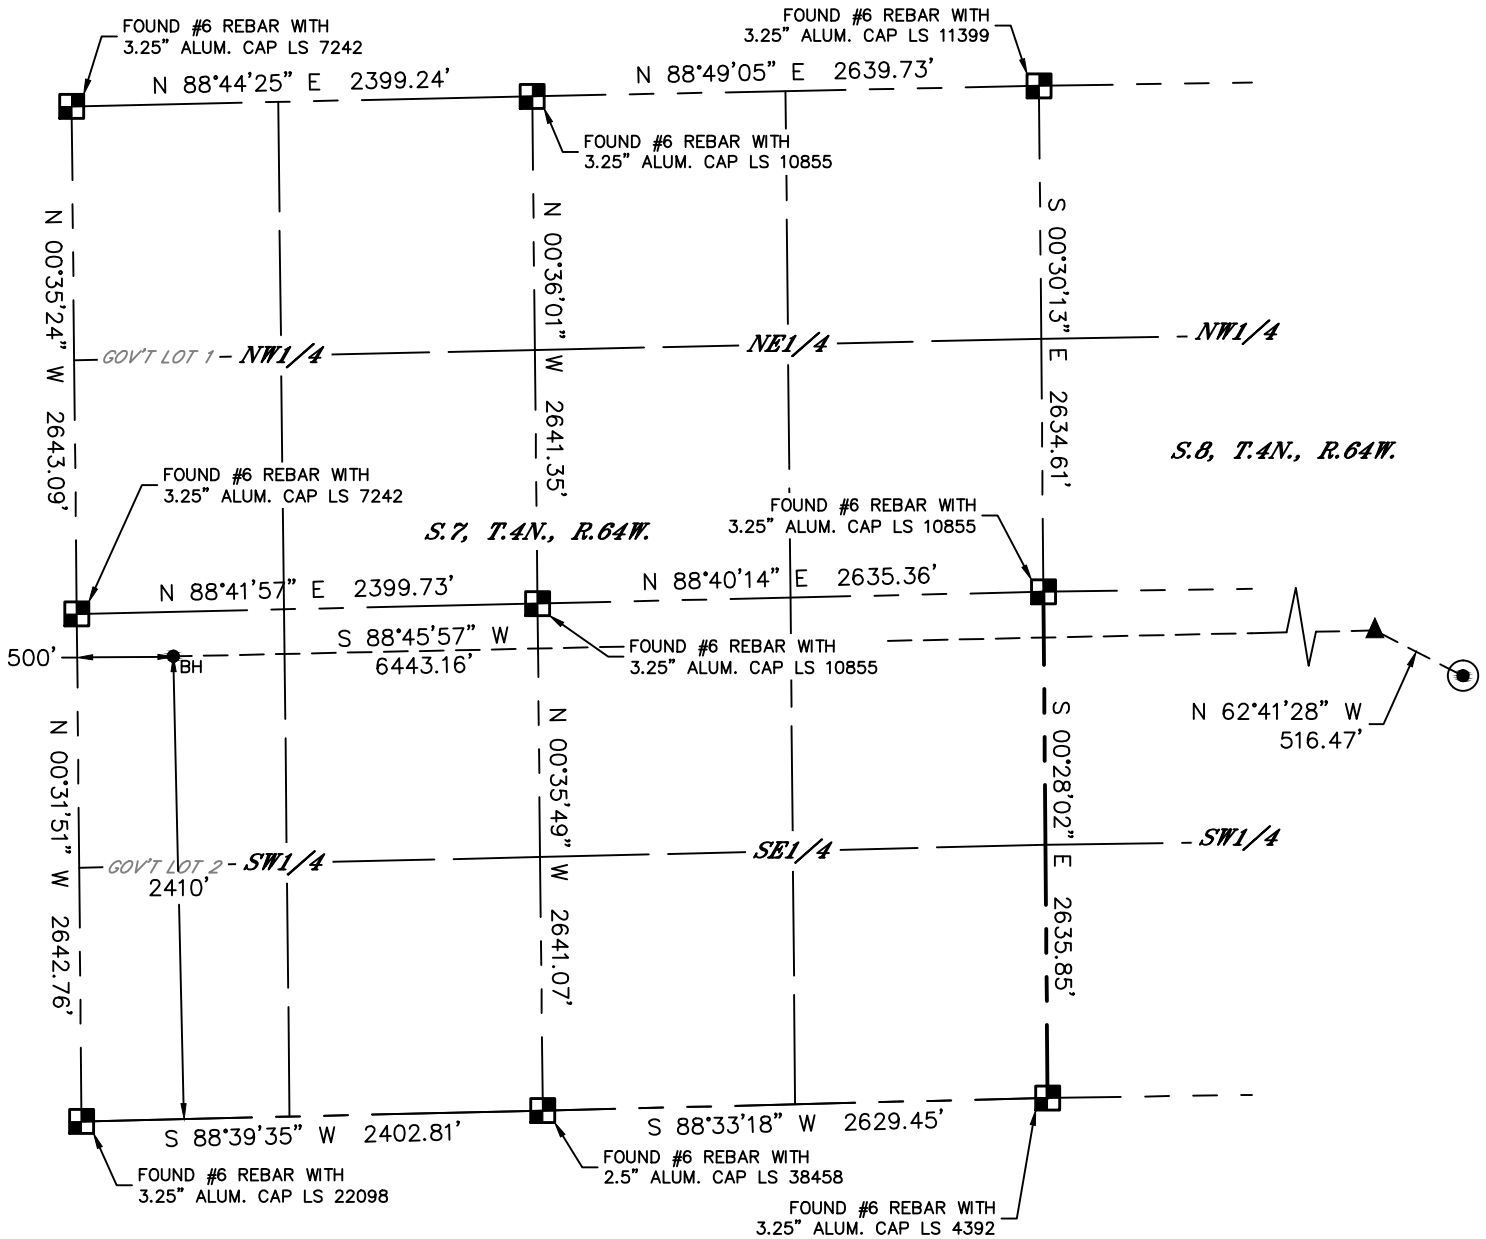 FOUND #6 REBAR WITH
3.25" ALUM. CAP LS 7242
FOUND #6 REBAR WITH
3.25" ALUM. CAP LS 11399
N 88°44'25" E 2399.24'
N 88°49'05" E 2639.73'
FOUND #6 REBAR WITH
3.25" ALUM. CAP LS 10855
N 00°35'24" W 2643.09'
N 00°36'01" W 2641.35'
S 00°30'13" E 2634.61'
GOV'T LOT 1
NW1/4
NE1/4
NW1/4
S.8, T.4N., R.64W.
FOUND #6 REBAR WITH
3.25" ALUM. CAP LS 7242
S.7, T.4N., R.64W.
FOUND #6 REBAR WITH
3.25" ALUM. CAP LS 10855
N 88°41'57" E 2399.73'
N 88°40'14" E 2635.36'
500'
BH
S 88°45'57" W
6443.16'
FOUND #6 REBAR WITH
3.25" ALUM. CAP LS 10855
N 62°41'28" W
516.47'
N 00°31'51" W 2642.76'
N 00°35'49" W 2641.07'
S 00°28'02" E 2635.85'
GOV'T LOT 2
SW1/4
SE1/4
SW1/4
2410'
S 88°39'35" W 2402.81'
S 88°33'18" W 2629.45'
FOUND #6 REBAR WITH
3.25" ALUM. CAP LS 22098
FOUND #6 REBAR WITH
2.5" ALUM. CAP LS 38458
FOUND #6 REBAR WITH
3.25" ALUM. CAP LS 4392